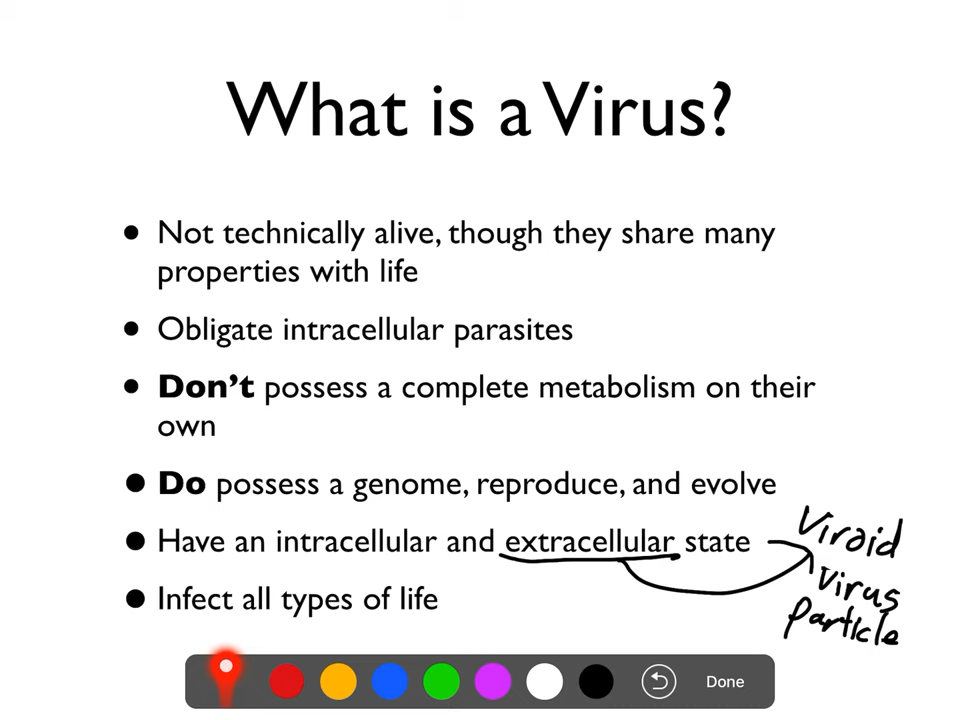 What is a Virus?
• Not technically alive, though they share many
properties with life
• Obligate intracellular parasites
• Don't possess a complete metabolism on their
own
• Do possess a genome, reproduce, and evolve
• Have an intracellular and extracellular state
Viroid
Virus
Particle
• Infect all types of life
Done